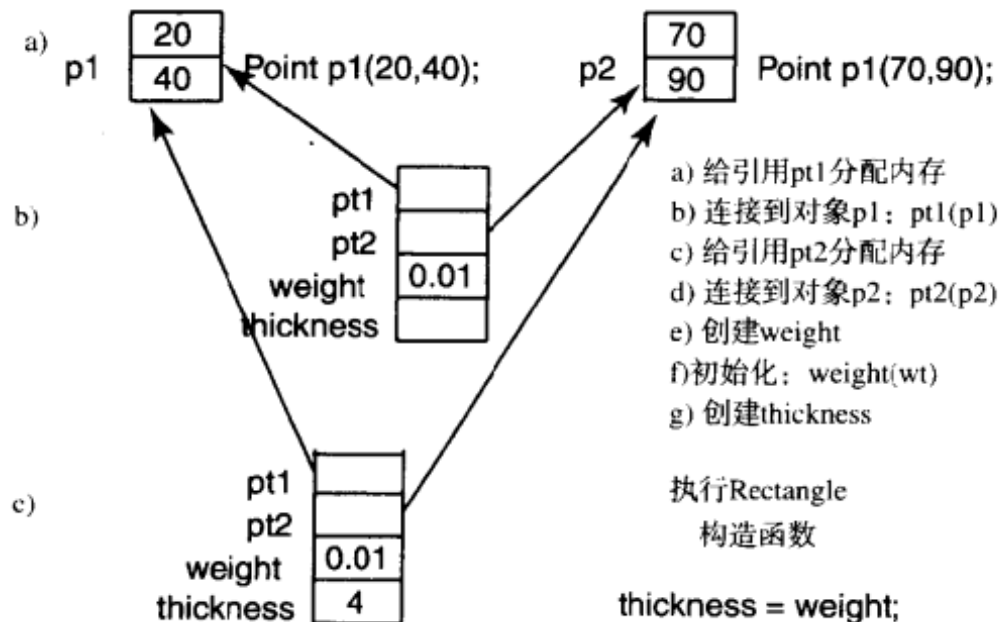 a)
p1
20
40
Point p1(20,40);
p2
70
90
Point p1(70,90);
b)
pt1
pt2
weight
0.01
thickness
a) 给引用pt1分配内存
b) 连接到对象p1：pt1(p1)
c) 给引用pt2分配内存
d) 连接到对象p2：pt2(p2)
e) 创建weight
f)初始化：weight(wt)
g) 创建thickness
c)
pt1
pt2
weight
0.01
thickness
4
执行Rectangle
构造函数
thickness = weight;